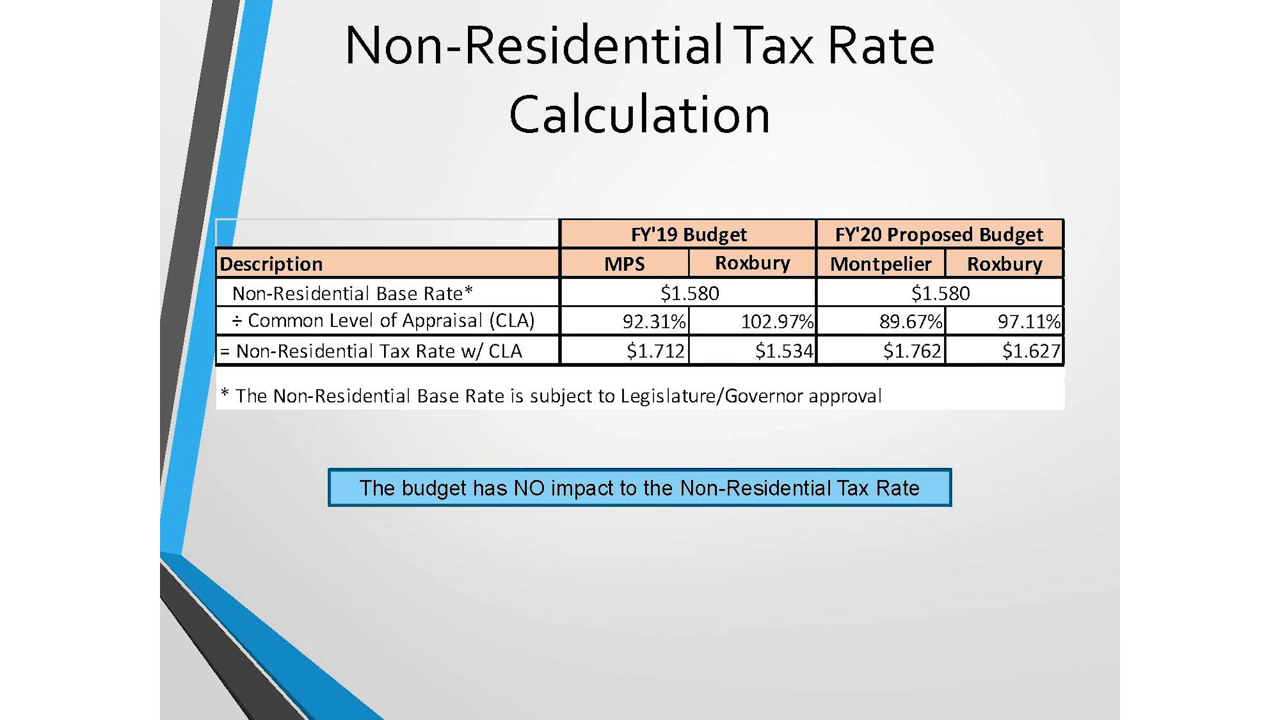 Non-Residential Tax Rate
Calculation
FY'19 Budget FY'20 Proposed Budget
Description MPS Roxbury Montpelier Roxbury
Non-Residential Base Rate* $1.580 $1.580
÷ Common Level of Appraisal (CLA) 92.31% 102.97% 89.67% 97.11%
= Non-Residential Tax Rate w/ CLA $1.712 $1.534 $1.762 $1.627
* The Non-Residential Base Rate is subject to Legislature/Governor approval
The budget has NO impact to the Non-Residential Tax Rate